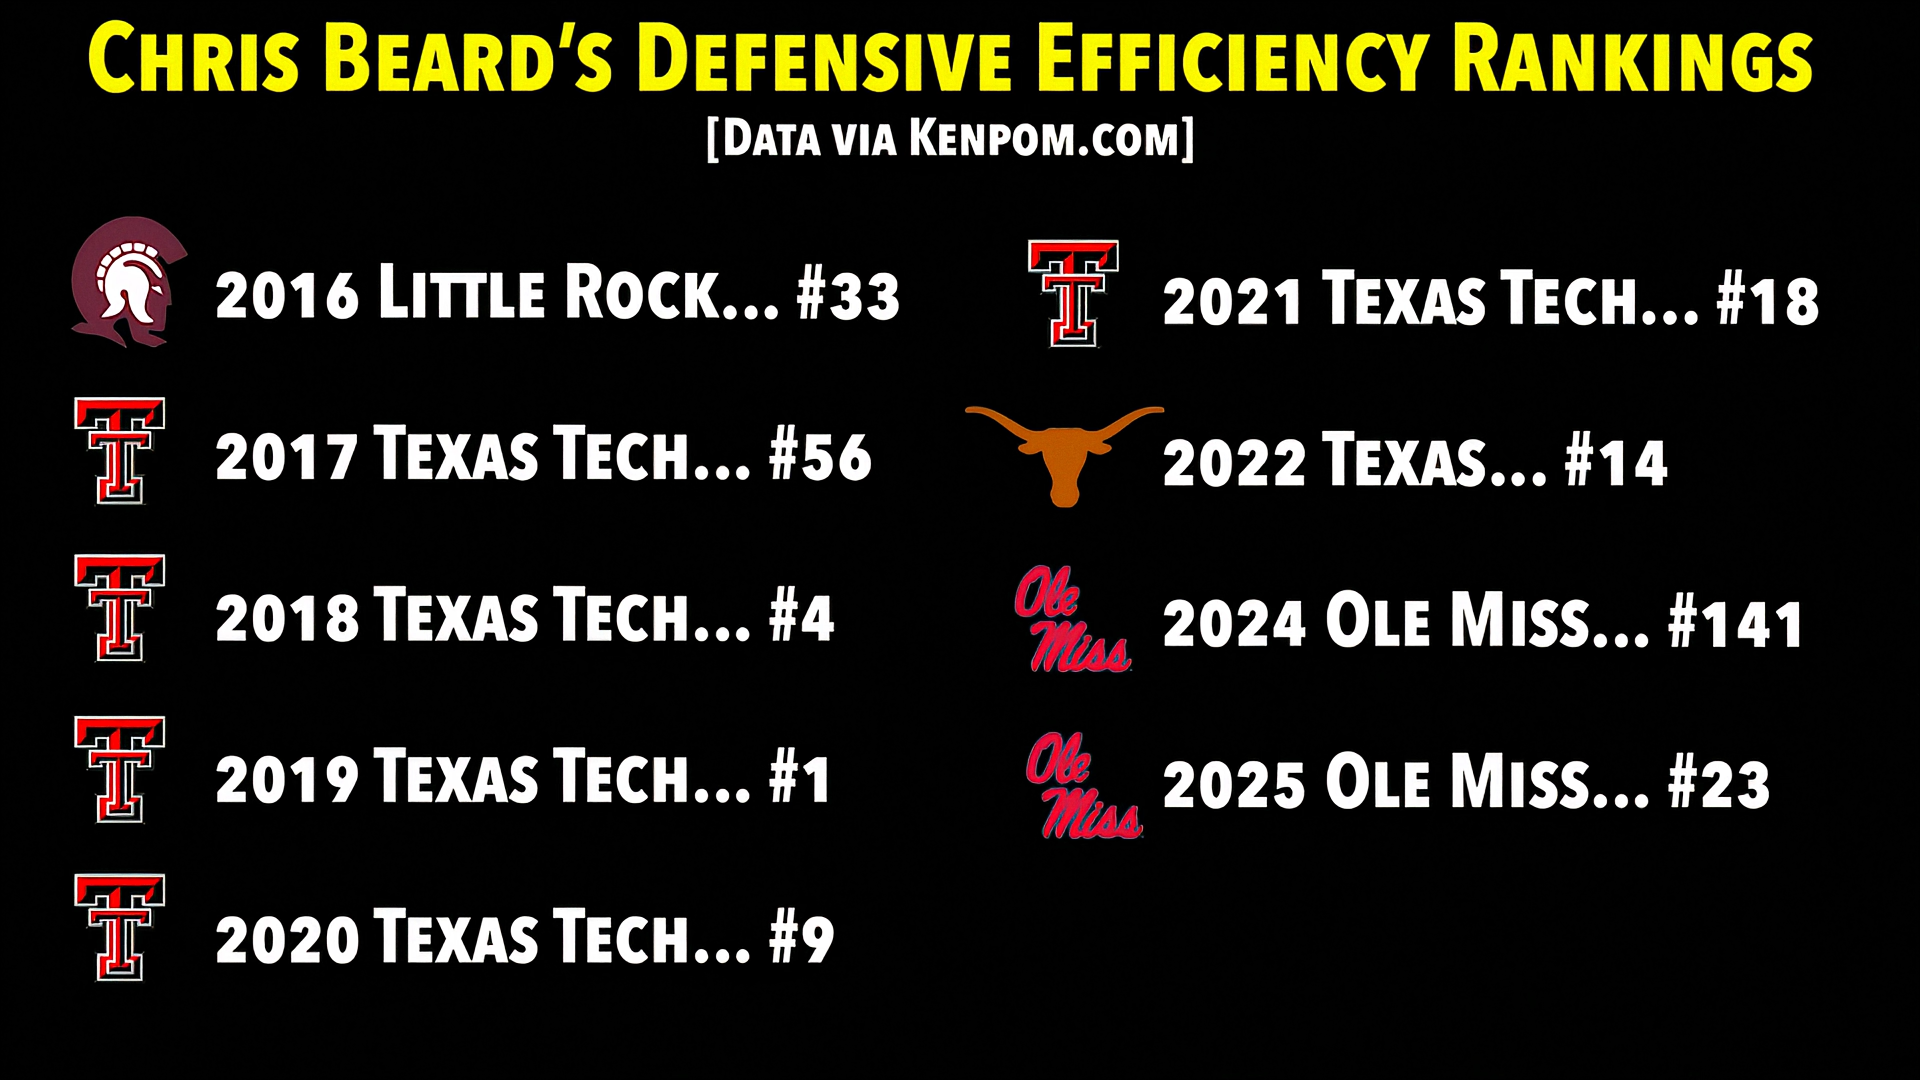 Chris Beard's Defensive Efficiency Rankings
[Data via Kenpom.com]
2016 Little Rock... #33
2017 Texas Tech... #56
2018 Texas Tech... #4
2019 Texas Tech... #1
2020 Texas Tech... #9
2021 Texas Tech... #18
2022 Texas... #14
Ole
Miss
2024 Ole Miss... #141
Ole
Miss
2025 Ole Miss... #23